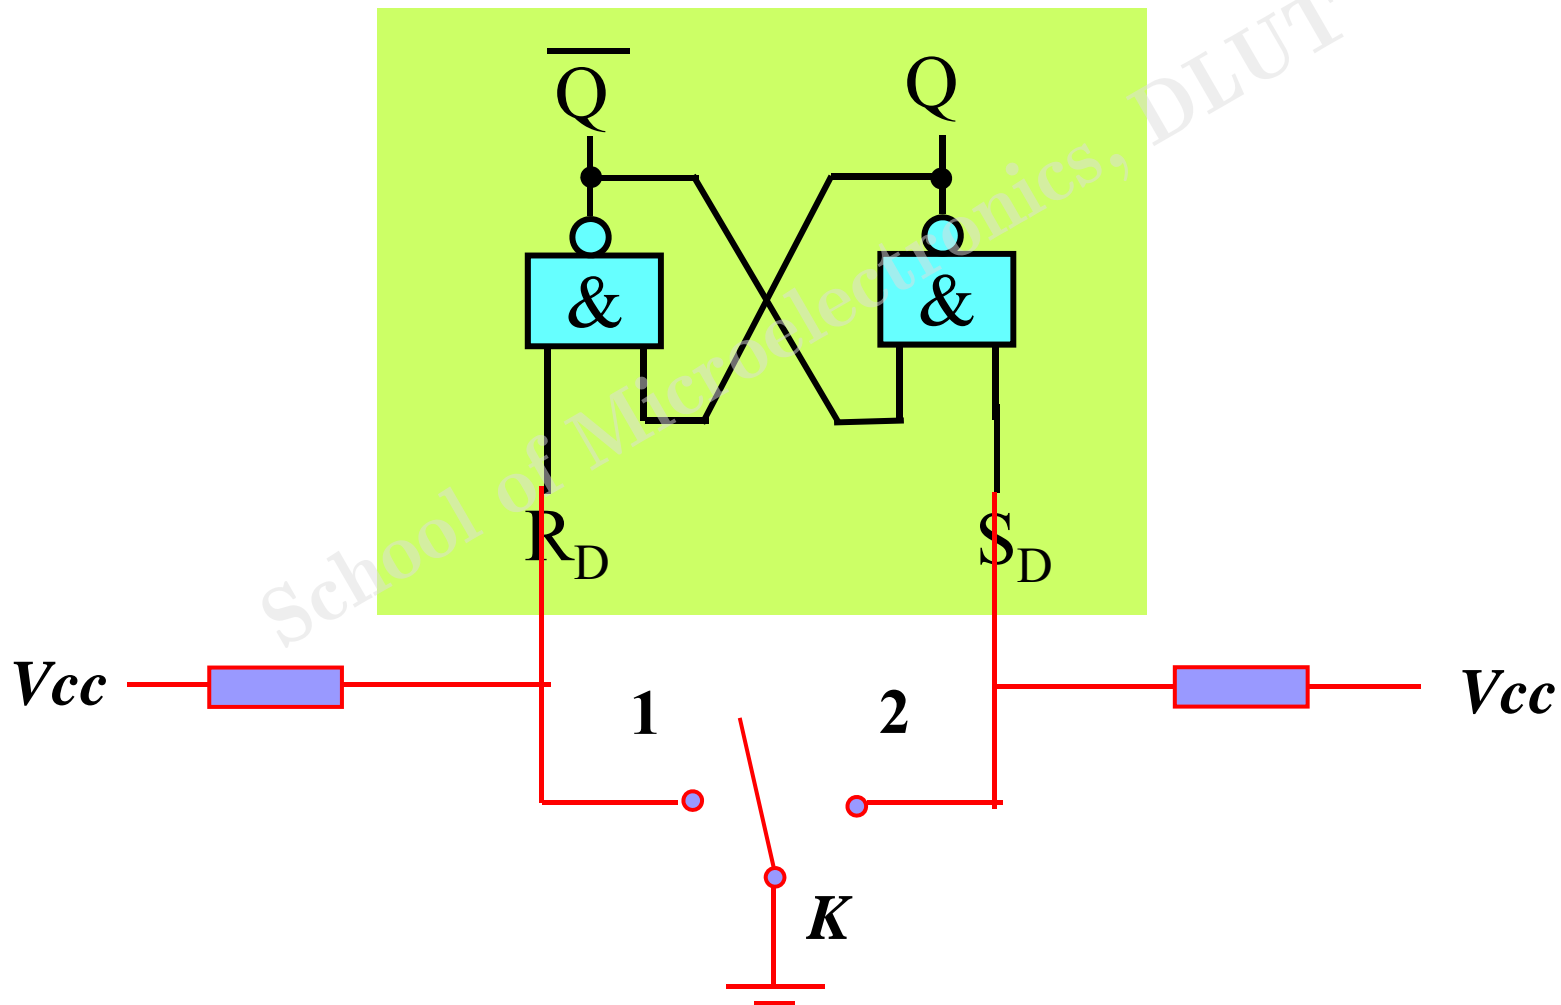 Q̅ Q
& &
R_D S_D
Vcc 1 2 Vcc
K
School of Microelectronics, DLUT